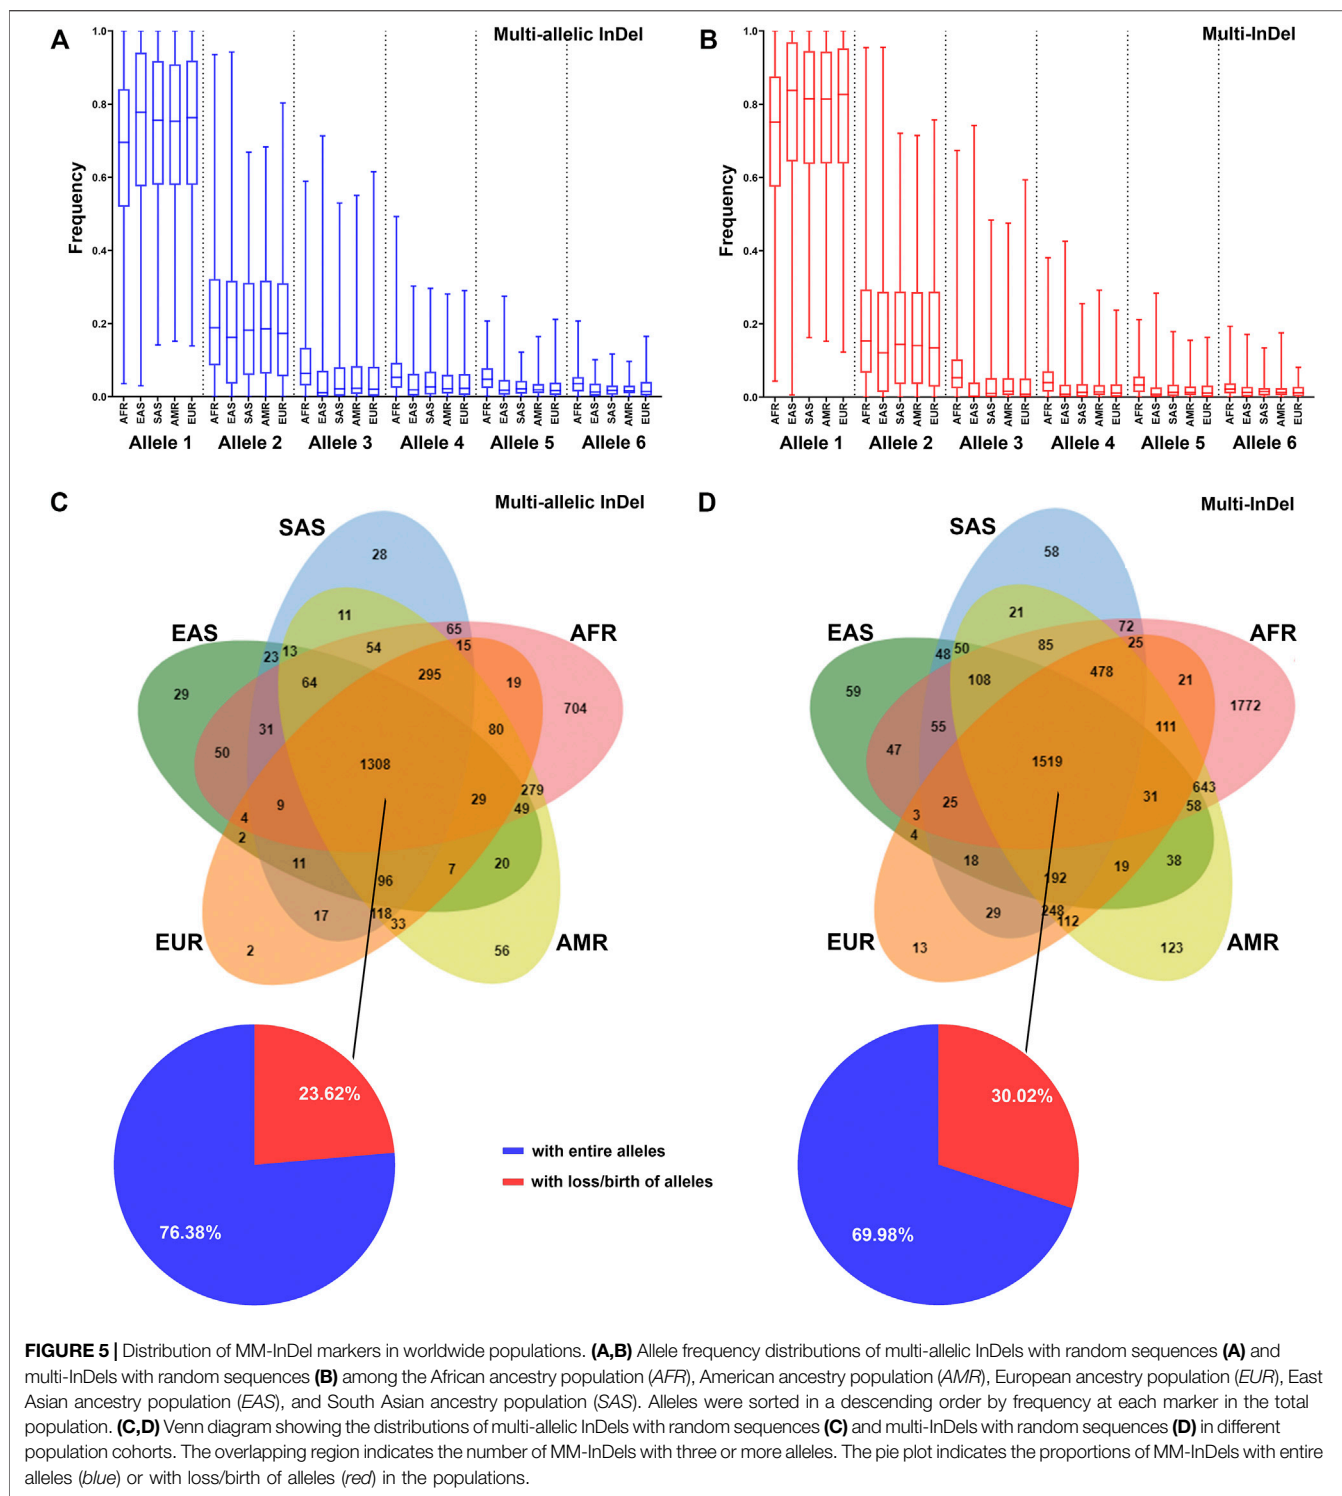 A
Multi-allelic InDel
1.0
0.8
0.6
0.4
0.2
0.0
Frequency
AFR EAS SAS AMR EUR AFR EAS SAS AMR EUR AFR EAS SAS AMR EUR AFR EAS SAS AMR EUR AFR EAS SAS AMR EUR AFR EAS SAS AMR EUR
Allele 1 Allele 2 Allele 3 Allele 4 Allele 5 Allele 6
B
Multi-InDel
1.0
0.8
0.6
0.4
0.2
0.0
Frequency
AFR EAS SAS AMR EUR AFR EAS SAS AMR EUR AFR EAS SAS AMR EUR AFR EAS SAS AMR EUR AFR EAS SAS AMR EUR AFR EAS SAS AMR EUR
Allele 1 Allele 2 Allele 3 Allele 4 Allele 5 Allele 6
C
Multi-allelic InDel
SAS
28
11
EAS
65
AFR
23 13 54 15
64 295 19
29
704
31
80
50
1308
279
9 29 49
4
2
11 7 20
96
17 118
33
EUR 2
56 AMR
23.62%
76.38%
D
Multi-InDel
SAS
58
21
EAS
72
AFR
48 50 85 25
108 478 21
59
1772
55
111
47
1519
643
25 31 58
3
4
18 19 38
192
29 248
112
EUR 13
123 AMR
30.02%
69.98%
with entire alleles
with loss/birth of alleles
FIGURE 5 | Distribution of MM-InDel markers in worldwide populations. (A,B) Allele frequency distributions of multi-allelic InDels with random sequences (A) and
multi-InDels with random sequences (B) among the African ancestry population (AFR), American ancestry population (AMR), European ancestry population (EUR), East
Asian ancestry population (EAS), and South Asian ancestry population (SAS). Alleles were sorted in a descending order by frequency at each marker in the total
population. (C,D) Venn diagram showing the distributions of multi-allelic InDels with random sequences (C) and multi-InDels with random sequences (D) in different
population cohorts. The overlapping region indicates the number of MM-InDels with three or more alleles. The pie plot indicates the proportions of MM-InDels with entire
alleles (blue) or with loss/birth of alleles (red) in the populations.